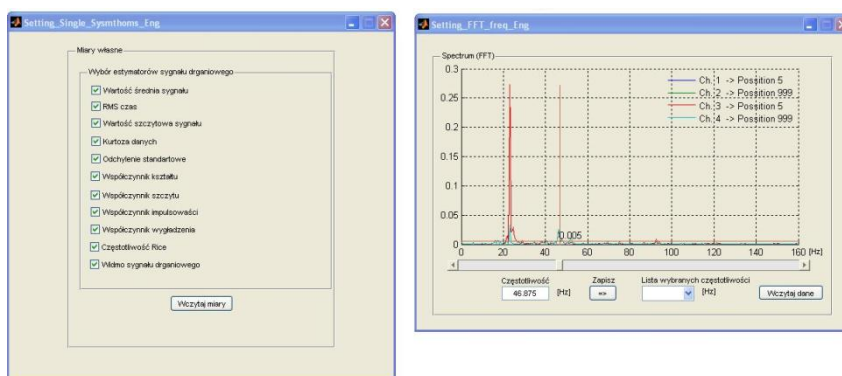 Setting_Single_Sysmthoms_Eng
Miary własne
Wybór estymatorów sygnału drganiowego
Wartość średnia sygnału
RMS czas
Wartość szczytowa sygnału
Kurtoza danych
Odchylenie standartowe
Współczynnik kształtu
Współczynnik szczytu
Współczynnik impulsowości
Współczynnik wygładzenia
Częstotliwość Rice
Widmo sygnału drganiowego
Wczytaj miary
Setting_FFT_freq_Eng
Spectrum (FFT)
0.3
0.25
0.2
0.15
0.1
0.05
0
Ch. 1 -> Possition 5
Ch. 2 -> Possition 999
Ch. 3 -> Possition 5
Ch. 4 -> Possition 999
0.005
0 20 40 60 80 100 120 140 160 [Hz]
Częstotliwość Zapisz Lista wybranych częstotliwości
46.875 [Hz] => [Hz] Wczytaj dane